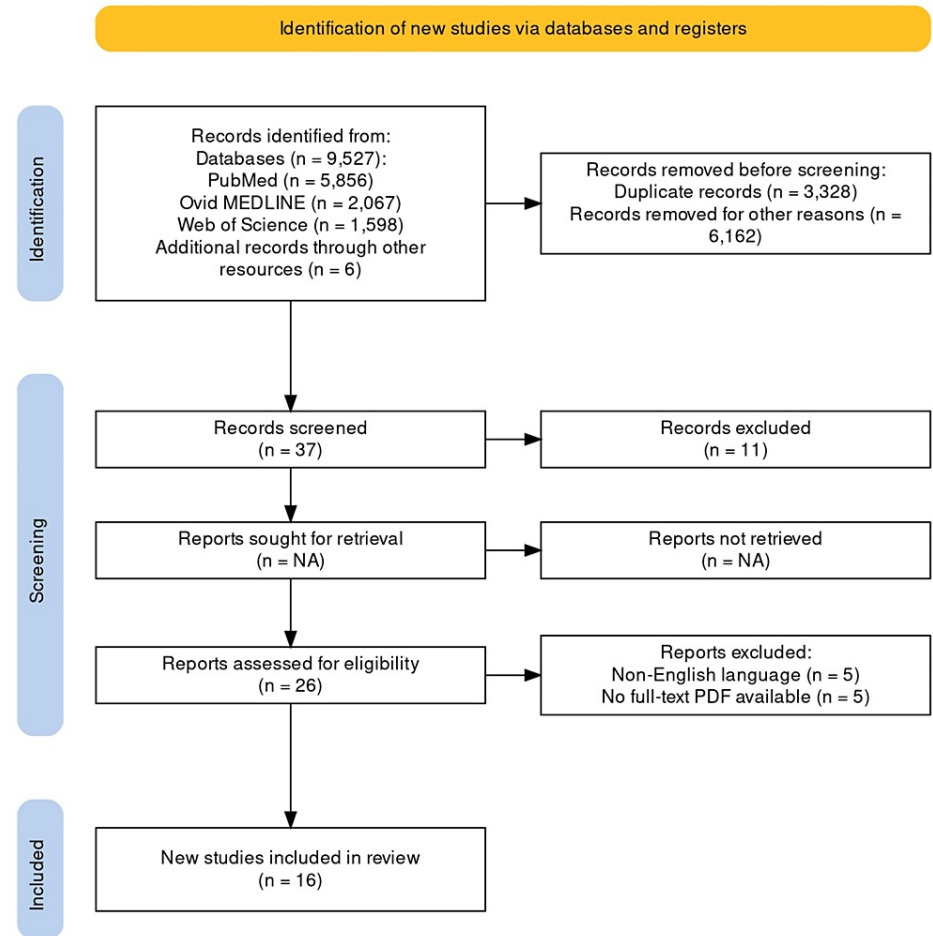 Identification of new studies via databases and registers
Identification
Records identified from:
Databases (n = 9,527):
PubMed (n = 5,856)
Ovid MEDLINE (n = 2,067)
Web of Science (n = 1,598)
Additional records through other
resources (n = 6)
Records removed before screening:
Duplicate records (n = 3,328)
Records removed for other reasons (n =
6,162)
Screening
Records screened
(n = 37)
Records excluded
(n = 11)
Reports sought for retrieval
(n = NA)
Reports not retrieved
(n = NA)
Reports assessed for eligibility
(n = 26)
Reports excluded:
Non-English language (n = 5)
No full-text PDF available (n = 5)
Included
New studies included in review
(n = 16)